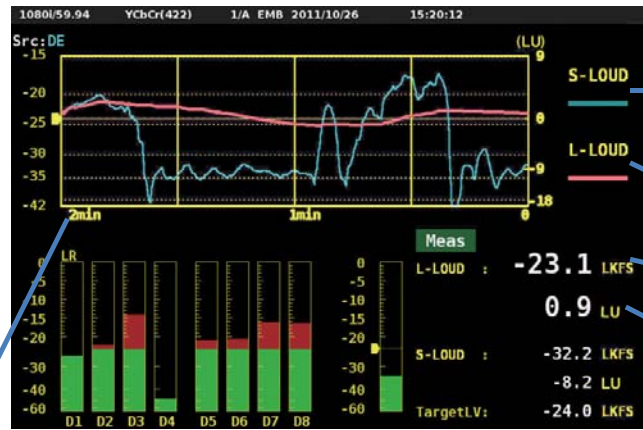 1080i/59.94 YCbCr(422) 1/A EMB 2011/10/26 15:20:12
Src:DE (LU)
-15 9
S-LOUD
-20
-25 0
L-LOUD
-30
-35 -9
-42 -18
2min 1min 0
Meas
LR
0 0 L-LOUD : -23.1 LKFS
-5 -5
-10 -10
-15 -15 0.9 LU
-20 -20
S-LOUD : -32.2 LKFS
-30 -30
-40 -40 -8.2 LU
-60 -60 TargetLV: -24.0 LKFS
D1 D2 D3 D4 D5 D6 D7 D8